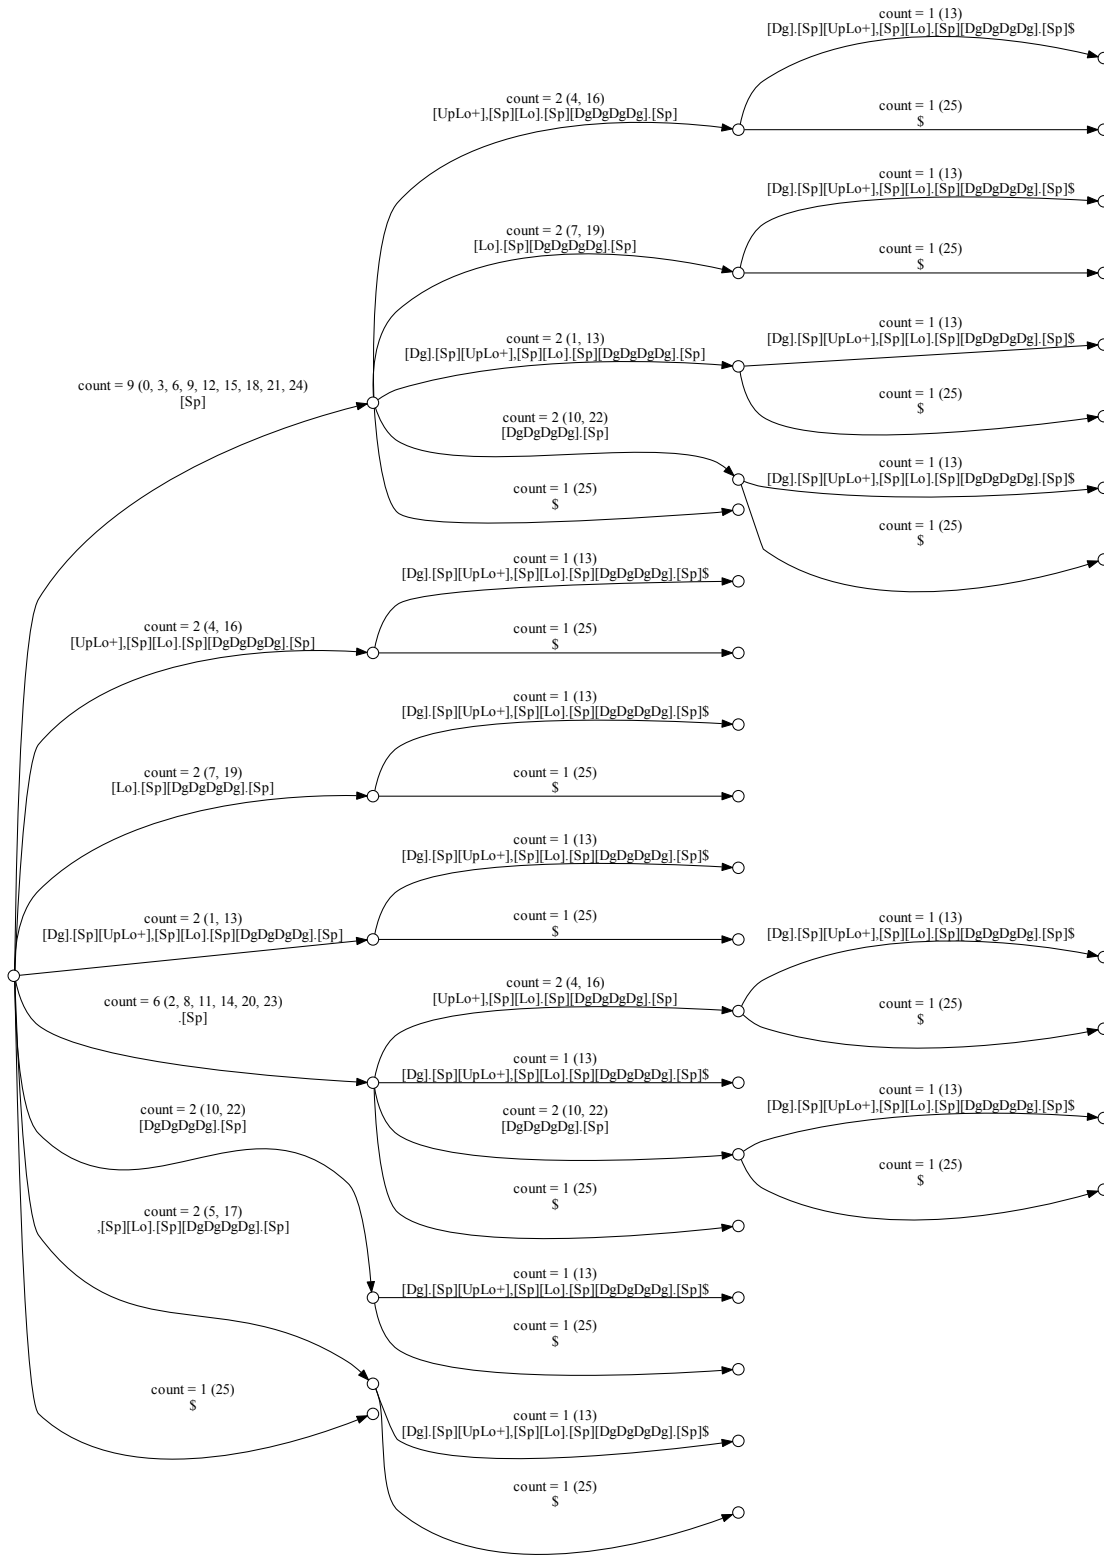 count = 1 (13)
[Dg].[Sp][UpLo+],[Sp][Lo].[Sp][DgDgDgDg].[Sp]$
count = 2 (4, 16)
[UpLo+],[Sp][Lo].[Sp][DgDgDgDg].[Sp]
count = 1 (25)
$
count = 1 (13)
[Dg].[Sp][UpLo+],[Sp][Lo].[Sp][DgDgDgDg].[Sp]$
count = 2 (7, 19)
[Lo].[Sp][DgDgDgDg].[Sp]
count = 1 (25)
$
count = 1 (13)
[Dg].[Sp][UpLo+],[Sp][Lo].[Sp][DgDgDgDg].[Sp]$
count = 2 (1, 13)
[Dg].[Sp][UpLo+],[Sp][Lo].[Sp][DgDgDgDg].[Sp]
count = 9 (0, 3, 6, 9, 12, 15, 18, 21, 24)
[Sp]
count = 1 (25)
$
count = 2 (10, 22)
[DgDgDgDg].[Sp]
count = 1 (13)
[Dg].[Sp][UpLo+],[Sp][Lo].[Sp][DgDgDgDg].[Sp]$
count = 1 (25)
$
count = 1 (25)
$
count = 1 (13)
[Dg].[Sp][UpLo+],[Sp][Lo].[Sp][DgDgDgDg].[Sp]$
count = 2 (4, 16)
[UpLo+],[Sp][Lo].[Sp][DgDgDgDg].[Sp]
count = 1 (25)
$
count = 1 (13)
[Dg].[Sp][UpLo+],[Sp][Lo].[Sp][DgDgDgDg].[Sp]$
count = 2 (7, 19)
[Lo].[Sp][DgDgDgDg].[Sp]
count = 1 (25)
$
count = 1 (13)
[Dg].[Sp][UpLo+],[Sp][Lo].[Sp][DgDgDgDg].[Sp]$
count = 2 (1, 13)
[Dg].[Sp][UpLo+],[Sp][Lo].[Sp][DgDgDgDg].[Sp]
count = 1 (25)
$
count = 1 (13)
[Dg].[Sp][UpLo+],[Sp][Lo].[Sp][DgDgDgDg].[Sp]$
count = 6 (2, 8, 11, 14, 20, 23)
.[Sp]
count = 2 (4, 16)
[UpLo+],[Sp][Lo].[Sp][DgDgDgDg].[Sp]
count = 1 (25)
$
count = 1 (13)
[Dg].[Sp][UpLo+],[Sp][Lo].[Sp][DgDgDgDg].[Sp]$
count = 1 (13)
[Dg].[Sp][UpLo+],[Sp][Lo].[Sp][DgDgDgDg].[Sp]$
count = 2 (10, 22)
[DgDgDgDg].[Sp]
count = 2 (10, 22)
[DgDgDgDg].[Sp]
count = 1 (25)
$
count = 1 (25)
$
count = 2 (5, 17)
,[Sp][Lo].[Sp][DgDgDgDg].[Sp]
count = 1 (13)
[Dg].[Sp][UpLo+],[Sp][Lo].[Sp][DgDgDgDg].[Sp]$
count = 1 (25)
$
count = 1 (25)
$
count = 1 (13)
[Dg].[Sp][UpLo+],[Sp][Lo].[Sp][DgDgDgDg].[Sp]$
count = 1 (25)
$